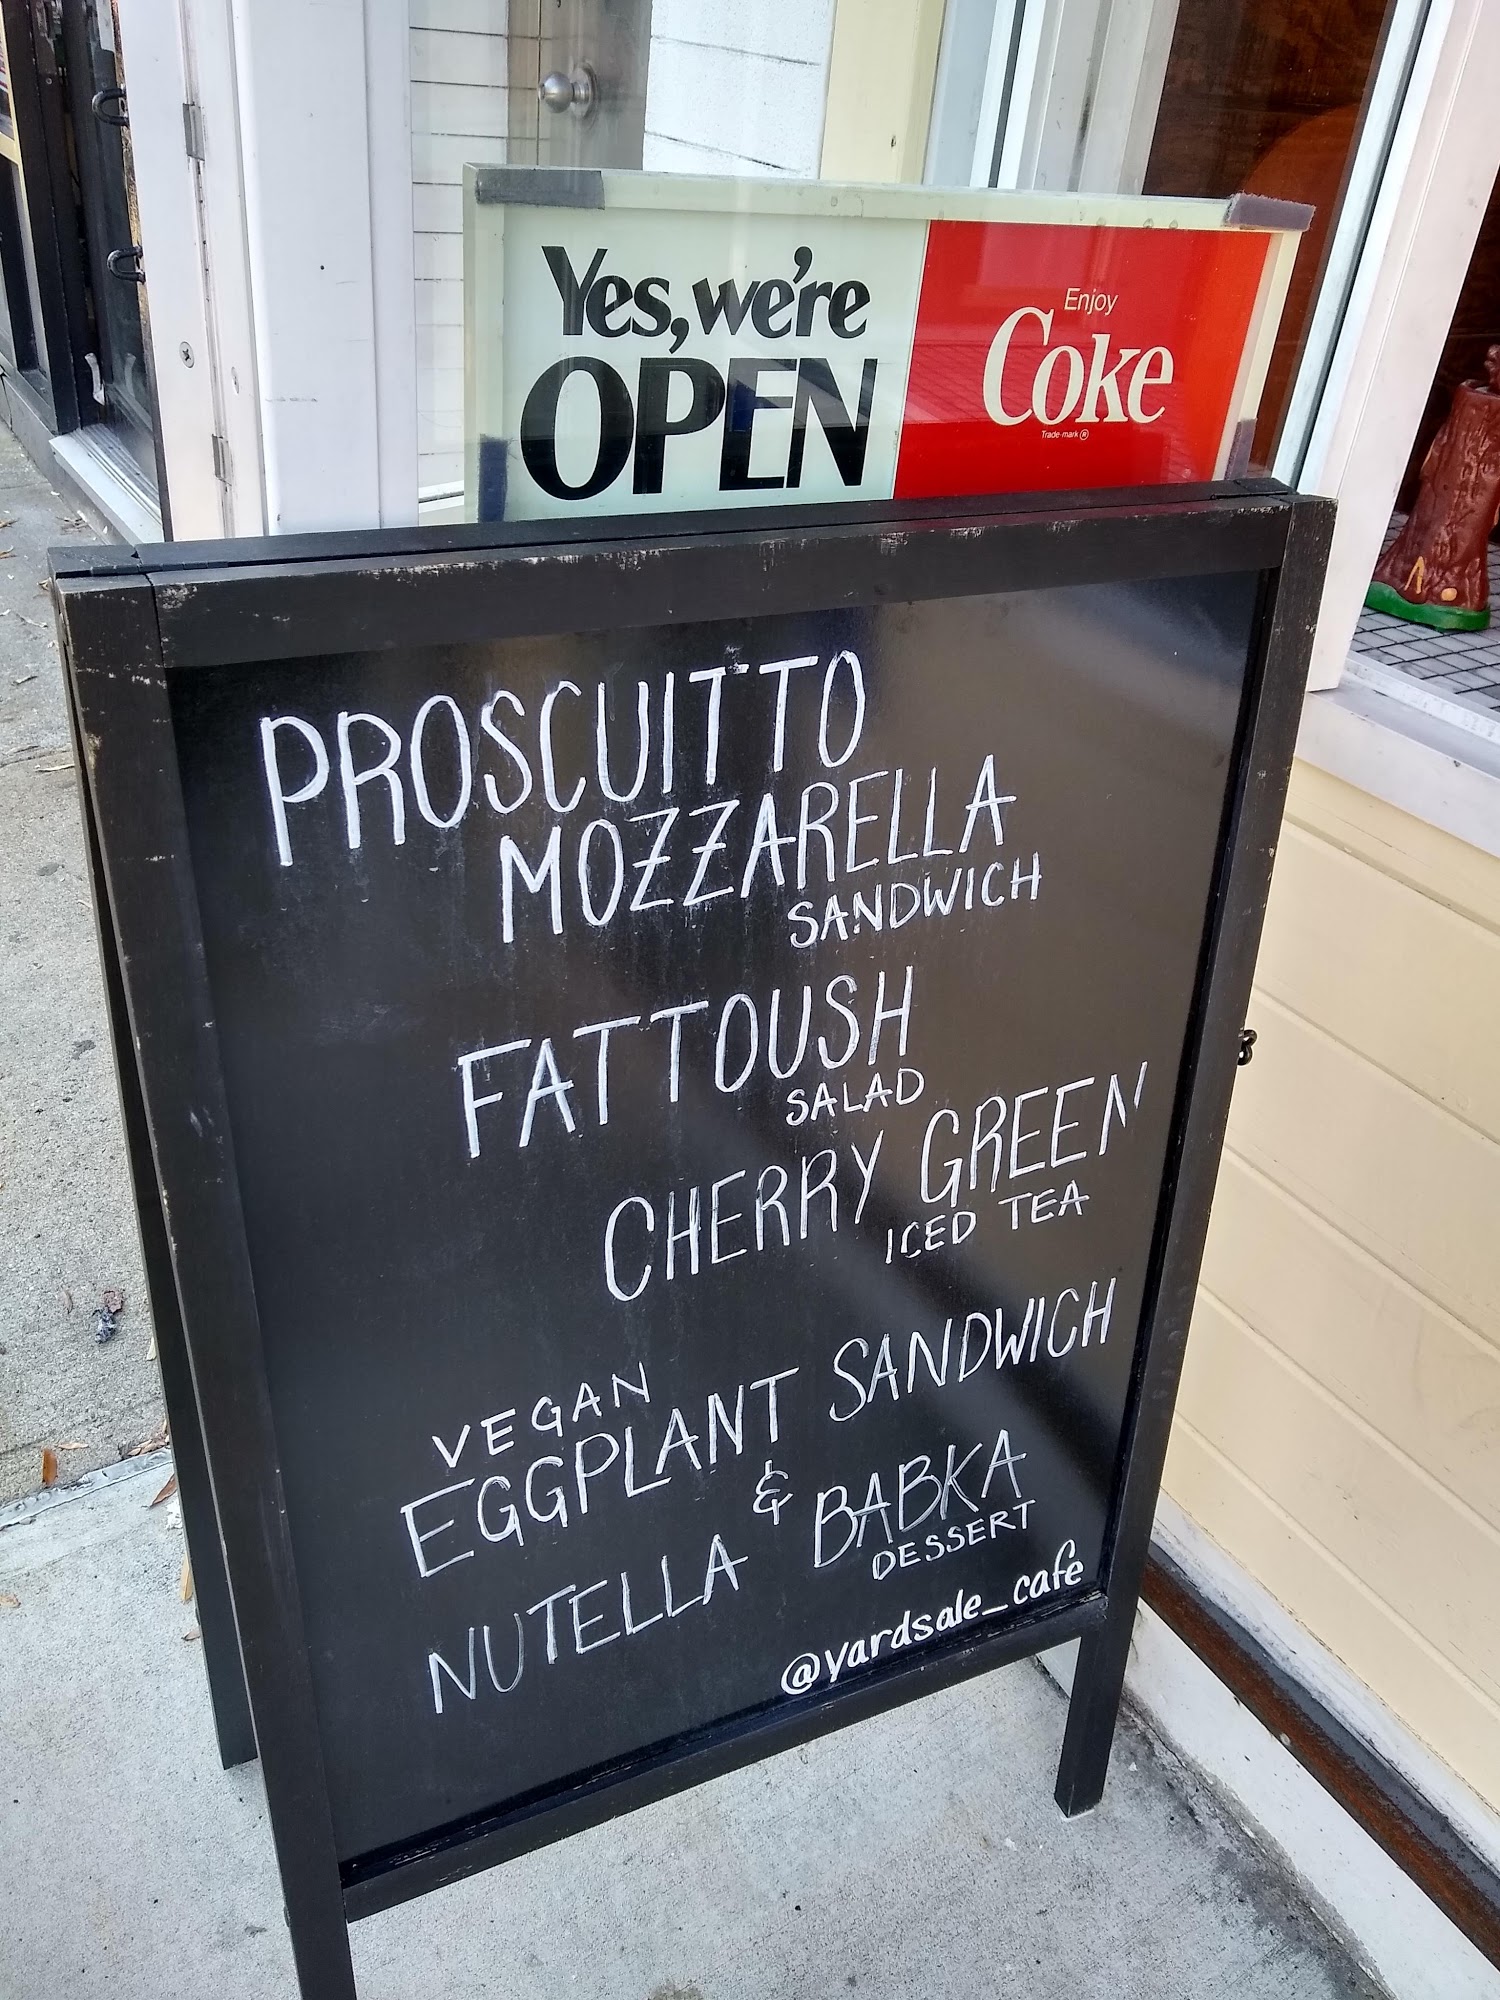 Yes, we're
OPEN
Enjoy
Coke
Trade-mark ®
PROSCUITTO
MOZZARELLA
SANDWICH
FATTOUSH
SALAD
CHERRY GREEN
ICED TEA
VEGAN
EGGPLANT SANDWICH
&
NUTELLA BABKA
DESSERT
@yardsale_cafe